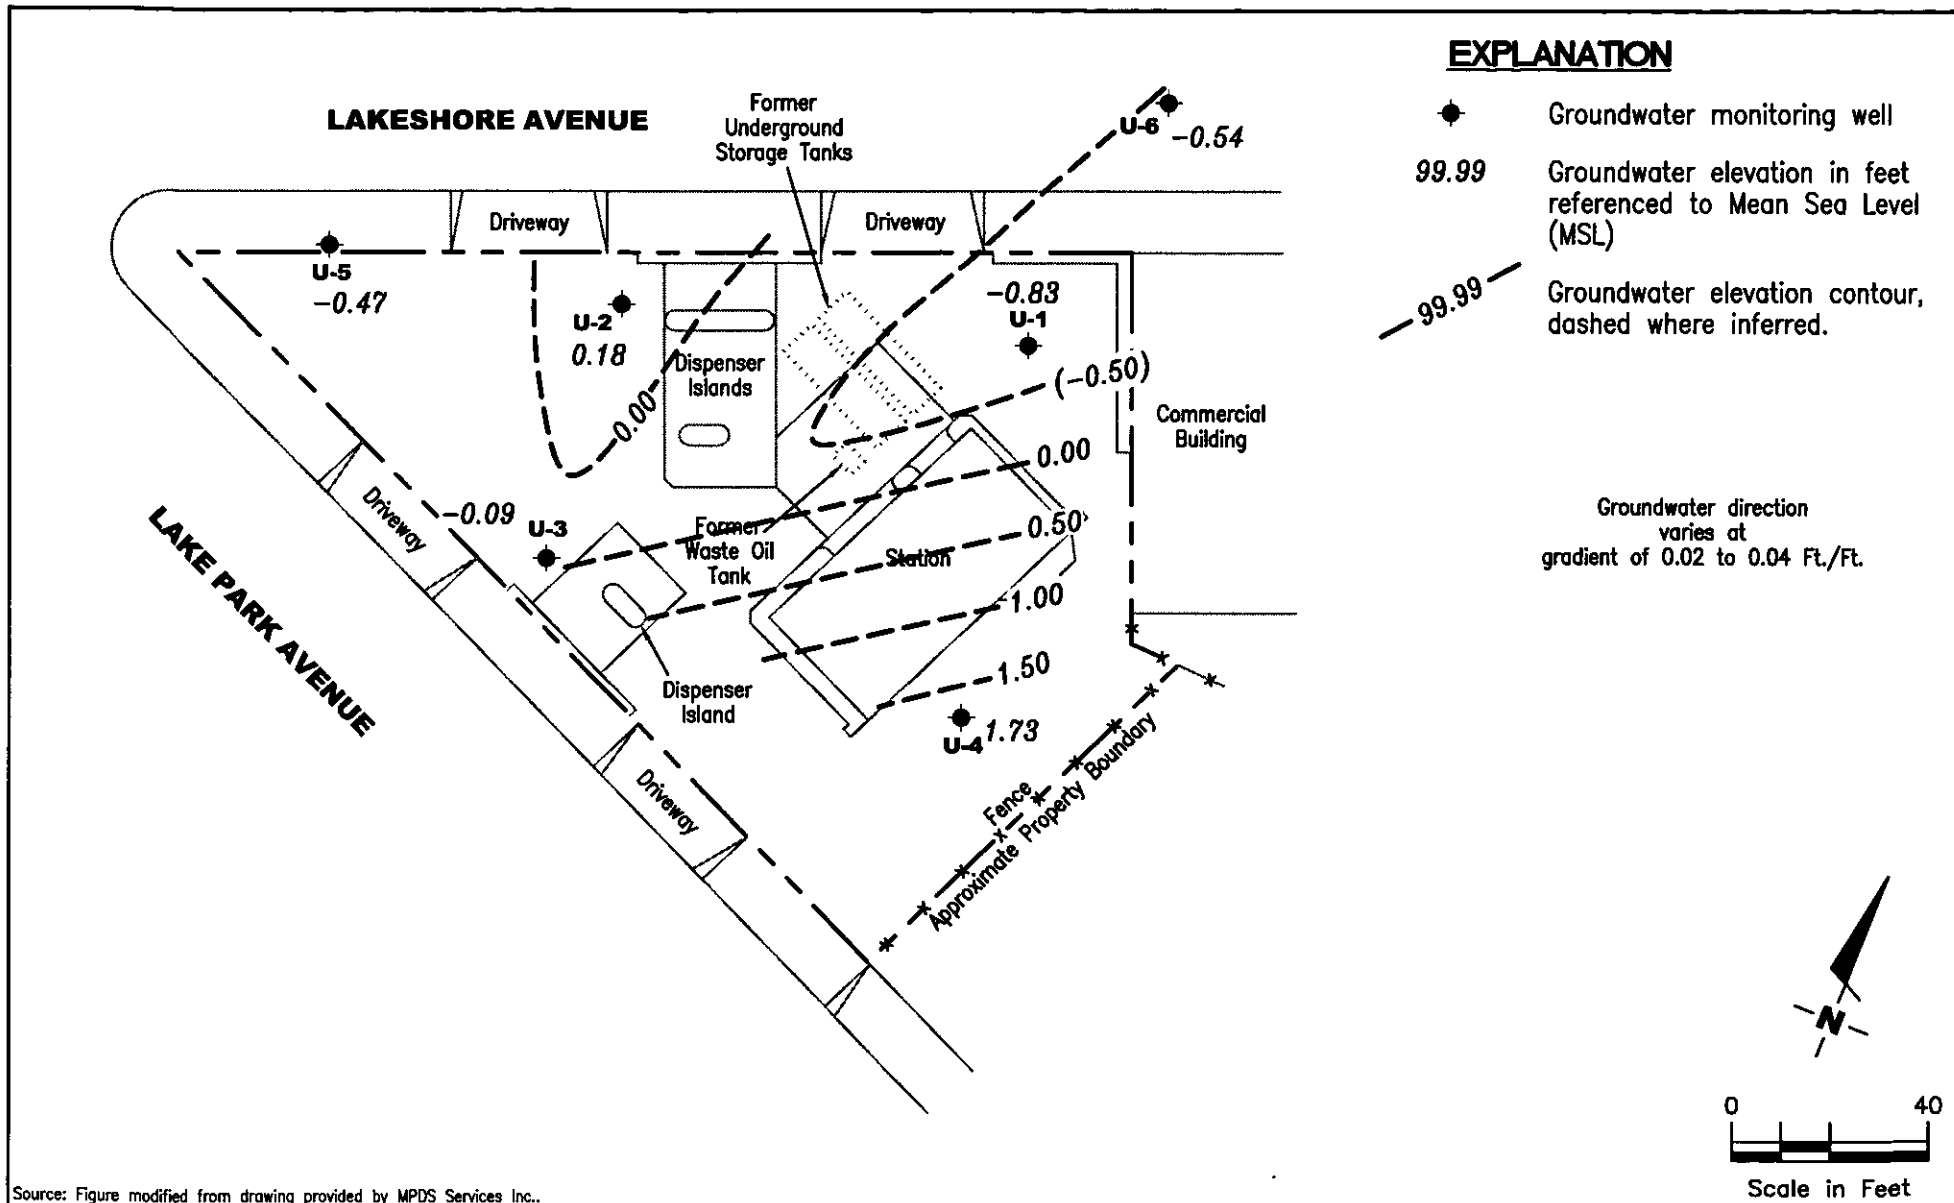 EXPLANATION
Groundwater monitoring well
99.99
Groundwater elevation in feet
referenced to Mean Sea Level
(MSL)
99.99
Groundwater elevation contour,
dashed where inferred.
LAKESHORE AVENUE
Former
Underground
Storage Tanks
U-6
-0.54
Driveway
Driveway
U-5
-0.47
U-2
0.18
Dispenser
Islands
0.00
-0.83
U-1
(-0.50)
Commercial
Building
0.00
Driveway
-0.09
U-3
Former
Waste Oil
Tank
0.50
Station
1.00
LAKE PARK AVENUE
Dispenser
Island
1.50
U-4
1.73
Driveway
Fence
Approximate Property Boundary
Groundwater direction
varies at
gradient of 0.02 to 0.04 Ft./Ft.
N
0 40
Scale in Feet
Source: Figure modified from drawing provided by MPDS Services Inc..